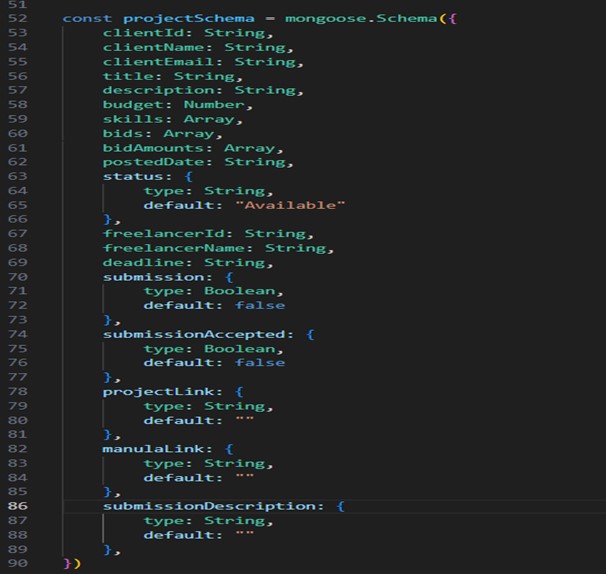 51
52 const projectSchema = mongoose.Schema({
53 clientId: String,
54 clientName: String,
55 clientEmail: String,
56 title: String,
57 description: String,
58 budget: Number,
59 skills: Array,
60 bids: Array,
61 bidAmounts: Array,
62 postedDate: String,
63 status: {
64 type: String,
65 default: "Available"
66 },
67 freelancerId: String,
68 freelancerName: String,
69 deadline: String,
70 submission: {
71 type: Boolean,
72 default: false
73 },
74 submissionAccepted: {
75 type: Boolean,
76 default: false
77 },
78 projectLink: {
79 type: String,
80 default: ""
81 },
82 manulaLink: {
83 type: String,
84 default: ""
85 },
86 submissionDescription: {
87 type: String,
88 default: ""
89 },
90 })